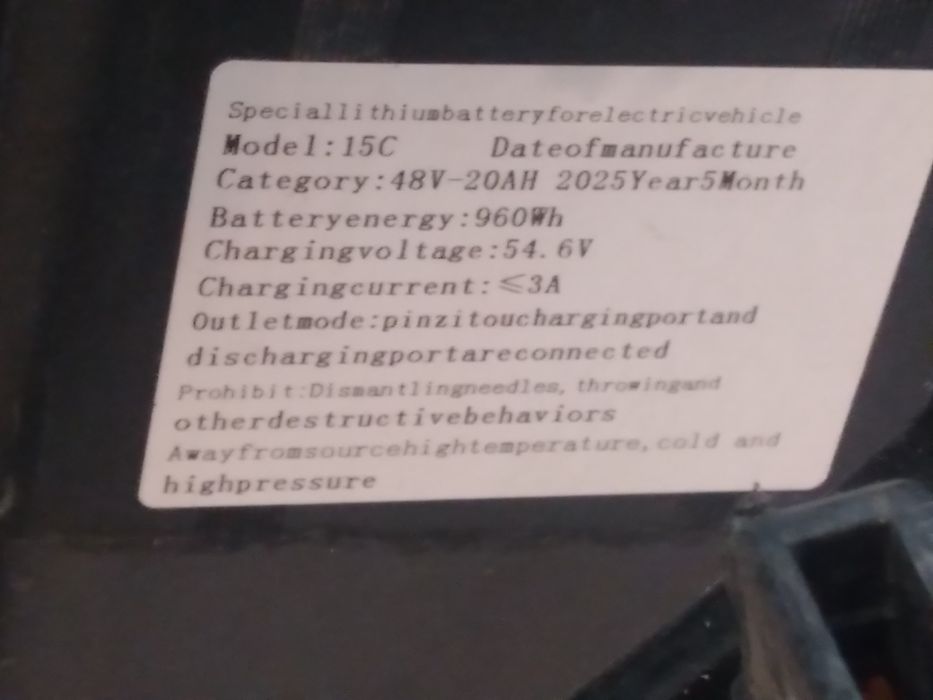 Speciallithiumbatteryforelectricvehicle
Model:15C Dateofmanufacture
Category:48V-20AH 2025Year5Month
Batteryenergy:960Wh
Chargingvoltage:54.6V
Chargingcurrent:≤3A
Outletmode:pinzitouchargingportand
dischargingportareconnected
Prohibit:Dismantlingneedles, throwingand
otherdestructivebehaviors
Awayfromsourcehightemperature, cold and
highpressure